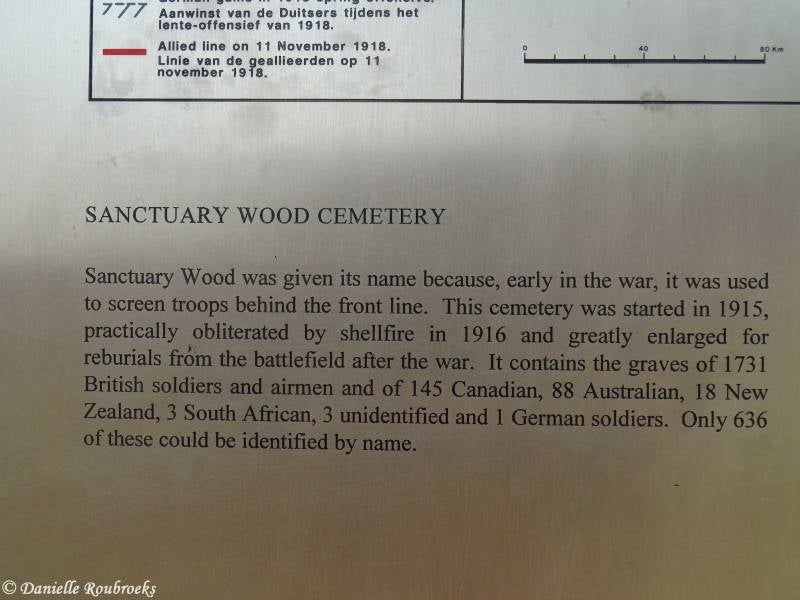 German gains in 1918 spring offensive.
Aanwinst van de Duitsers tijdens het
lente-offensief van 1918.
Allied line on 11 November 1918.
Linie van de geallieerden op 11
november 1918.
0 40 80 Km
SANCTUARY WOOD CEMETERY
Sanctuary Wood was given its name because, early in the war, it was used
to screen troops behind the front line. This cemetery was started in 1915,
practically obliterated by shellfire in 1916 and greatly enlarged for
reburials from the battlefield after the war. It contains the graves of 1731
British soldiers and airmen and of 145 Canadian, 88 Australian, 18 New
Zealand, 3 South African, 3 unidentified and 1 German soldiers. Only 636
of these could be identified by name.
© Danielle Roubroeks